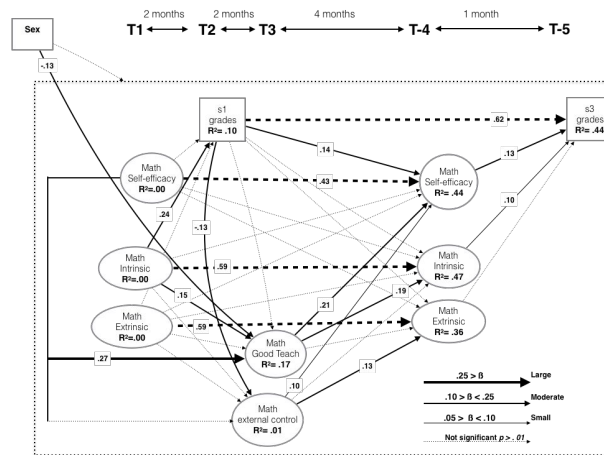 2 months
2 months
4 months
1 month
T1
T2
T3
T-4
T-5
Sex
-.13
s1
grades
R²= .10
.62
s3
grades
R²= .44
.14
.13
Math
Self-efficacy
R²=.00
.43
Math
Self-efficacy
R²= .44
.24
-.13
.10
Math
Intrinsic
R²=.00
.59
Math
Intrinsic
R²= .47
.15
.21
.19
Math
Extrinsic
R²=.00
.59
Math
Extrinsic
R²= .36
.27
Math
Good Teach
R²= .17
.10
.13
Math
external control
R²= .01
.25 > ß
Large
.10 > ß < .25
Moderate
.05 > ß < .10
Small
Not significant p > .01